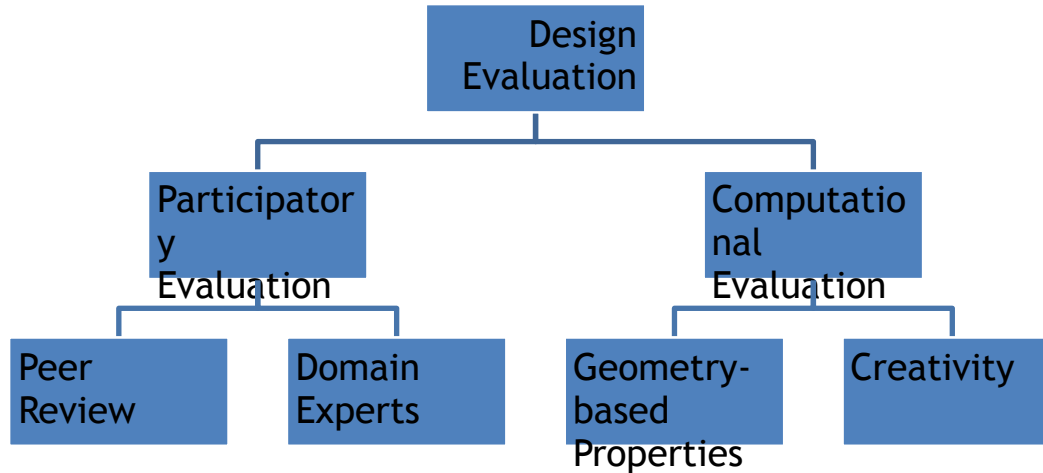 Design
Evaluation
Participator
y
Evaluation
Computatio
nal
Evaluation
Peer
Review
Domain
Experts
Geometry-
based
Properties
Creativity